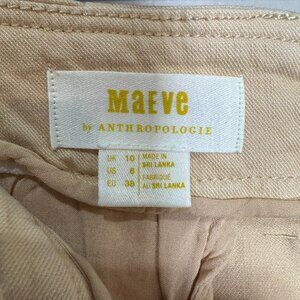 MAEVE
by ANTHROPOLOGIE
UK 10 MADE IN
SRI LANKA
US 6
EU 38 FABRIQUÉ
AU SRI LANKA